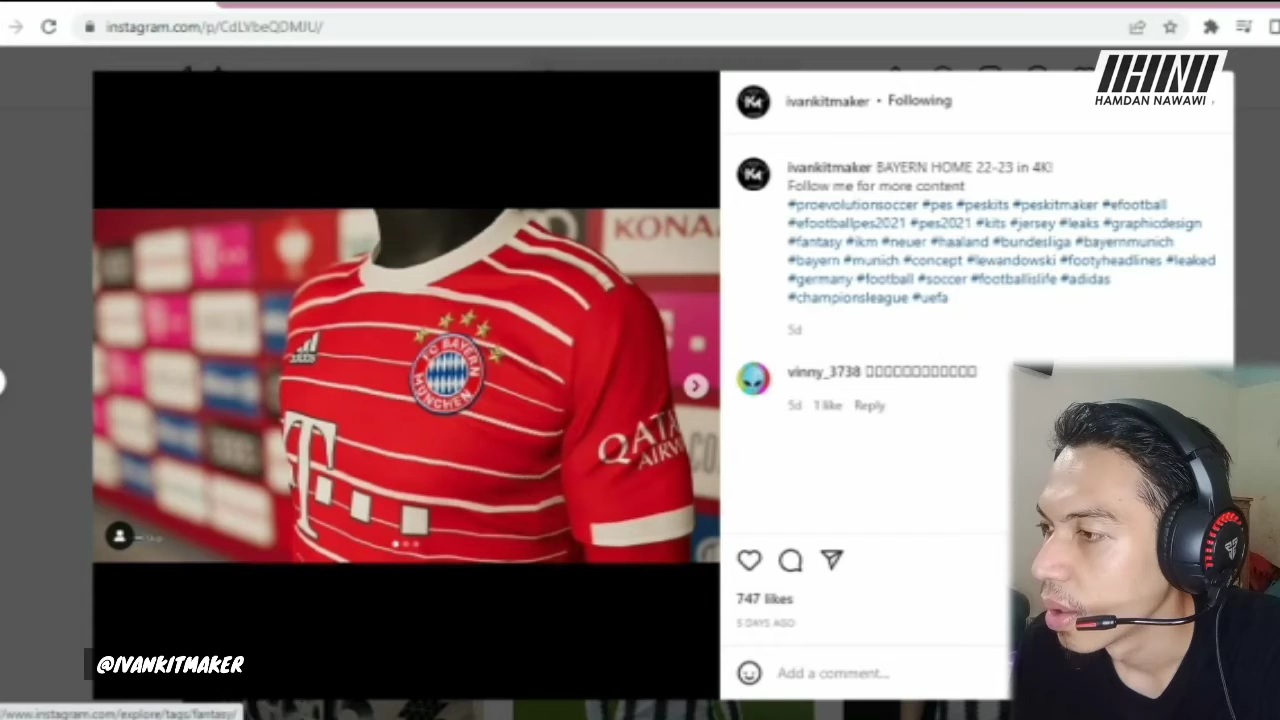 instagram.com/p/CdLVbeQDMJU/
HAMDAN NAWAWI
ivankitmaker • Following
ivankitmaker BAYERN HOME 22-23 in 4K!
Follow me for more content
#proevolutionsoccer #pes #peskits #peskitmaker #efootball
#efootballpes2021 #pes2021 #kits #jersey #leaks #graphicdesign
#fantasy #ikm #neuer #haaland #bundesliga #bayernmunich
#bayern #munich #concept #lewandowski #footyheadlines #leaked
#germany #football #soccer #footballislife #adidas
#championsleague #uefa
5d
vinny_3738
5d 1 like Reply
KONA
adidas
FC BAYERN
MÜNCHEN
QATA
AIRW
T
747 likes
5 DAYS AGO
Add a comment...
@IVANKITMAKER
/www.instagram.com/explore/tags/fantasy/